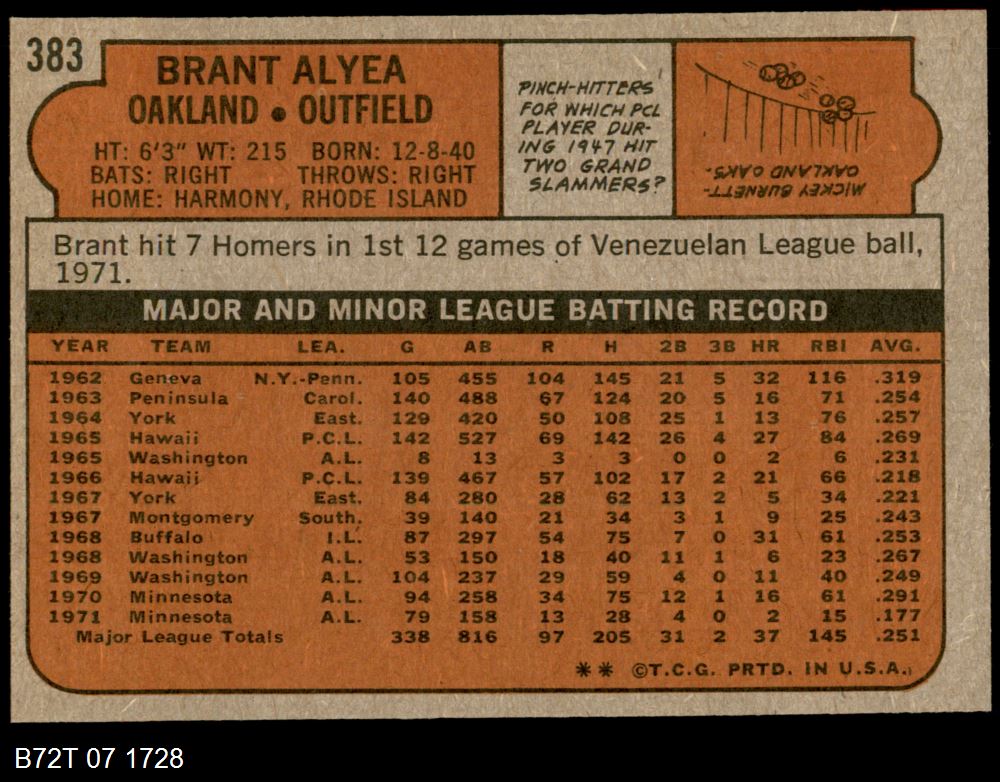 383
BRANT ALYEA
OAKLAND • OUTFIELD
HT: 6'3" WT: 215 BORN: 12-8-40
BATS: RIGHT THROWS: RIGHT
HOME: HARMONY, RHODE ISLAND
PINCH-HITTERS
FOR WHICH PCL
PLAYER DUR-
ING 1947 HIT
TWO GRAND
SLAMMERS?
MICKEY BURNETT--
OAKLAND OAKS.
Brant hit 7 Homers in 1st 12 games of Venezuelan League ball,
1971.
MAJOR AND MINOR LEAGUE BATTING RECORD
YEAR TEAM LEA. G AB R H 2B 3B HR RBI AVG.
1962 Geneva N.Y.-Penn. 105 455 104 145 21 5 32 116 .319
1963 Peninsula Carol. 140 488 67 124 20 5 16 71 .254
1964 York East. 129 420 50 108 25 1 13 76 .257
1965 Hawaii P.C.L. 142 527 69 142 26 4 27 84 .269
1965 Washington A.L. 8 13 3 3 0 0 2 6 .231
1966 Hawaii P.C.L. 139 467 57 102 17 2 21 66 .218
1967 York East. 84 280 28 62 13 2 5 34 .221
1967 Montgomery South. 39 140 21 34 3 1 9 25 .243
1968 Buffalo I.L. 87 297 54 75 7 0 31 61 .253
1968 Washington A.L. 53 150 18 40 11 1 6 23 .267
1969 Washington A.L. 104 237 29 59 4 0 11 40 .249
1970 Minnesota A.L. 94 258 34 75 12 1 16 61 .291
1971 Minnesota A.L. 79 158 13 28 4 0 2 15 .177
Major League Totals 338 816 97 205 31 2 37 145 .251
** ©T.C.G. PRTD. IN U.S.A.
B72T 07 1728